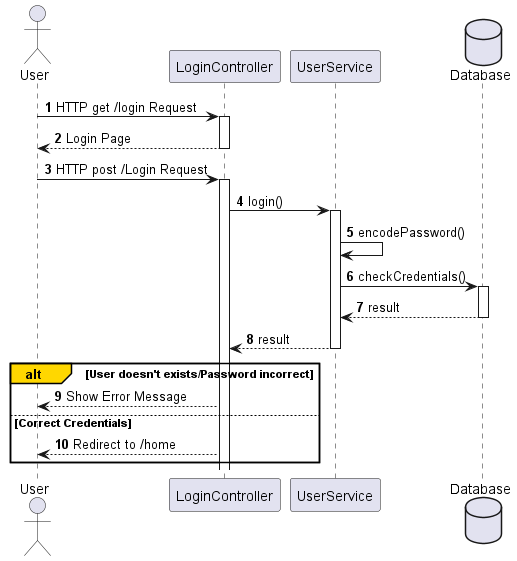 User
LoginController
UserService
Database
1 HTTP get /login Request
2 Login Page
3 HTTP post /Login Request
4 login()
5 encodePassword()
6 checkCredentials()
7 result
8 result
alt
[User doesn't exists/Password incorrect]
9 Show Error Message
[Correct Credentials]
10 Redirect to /home
User
LoginController
UserService
Database